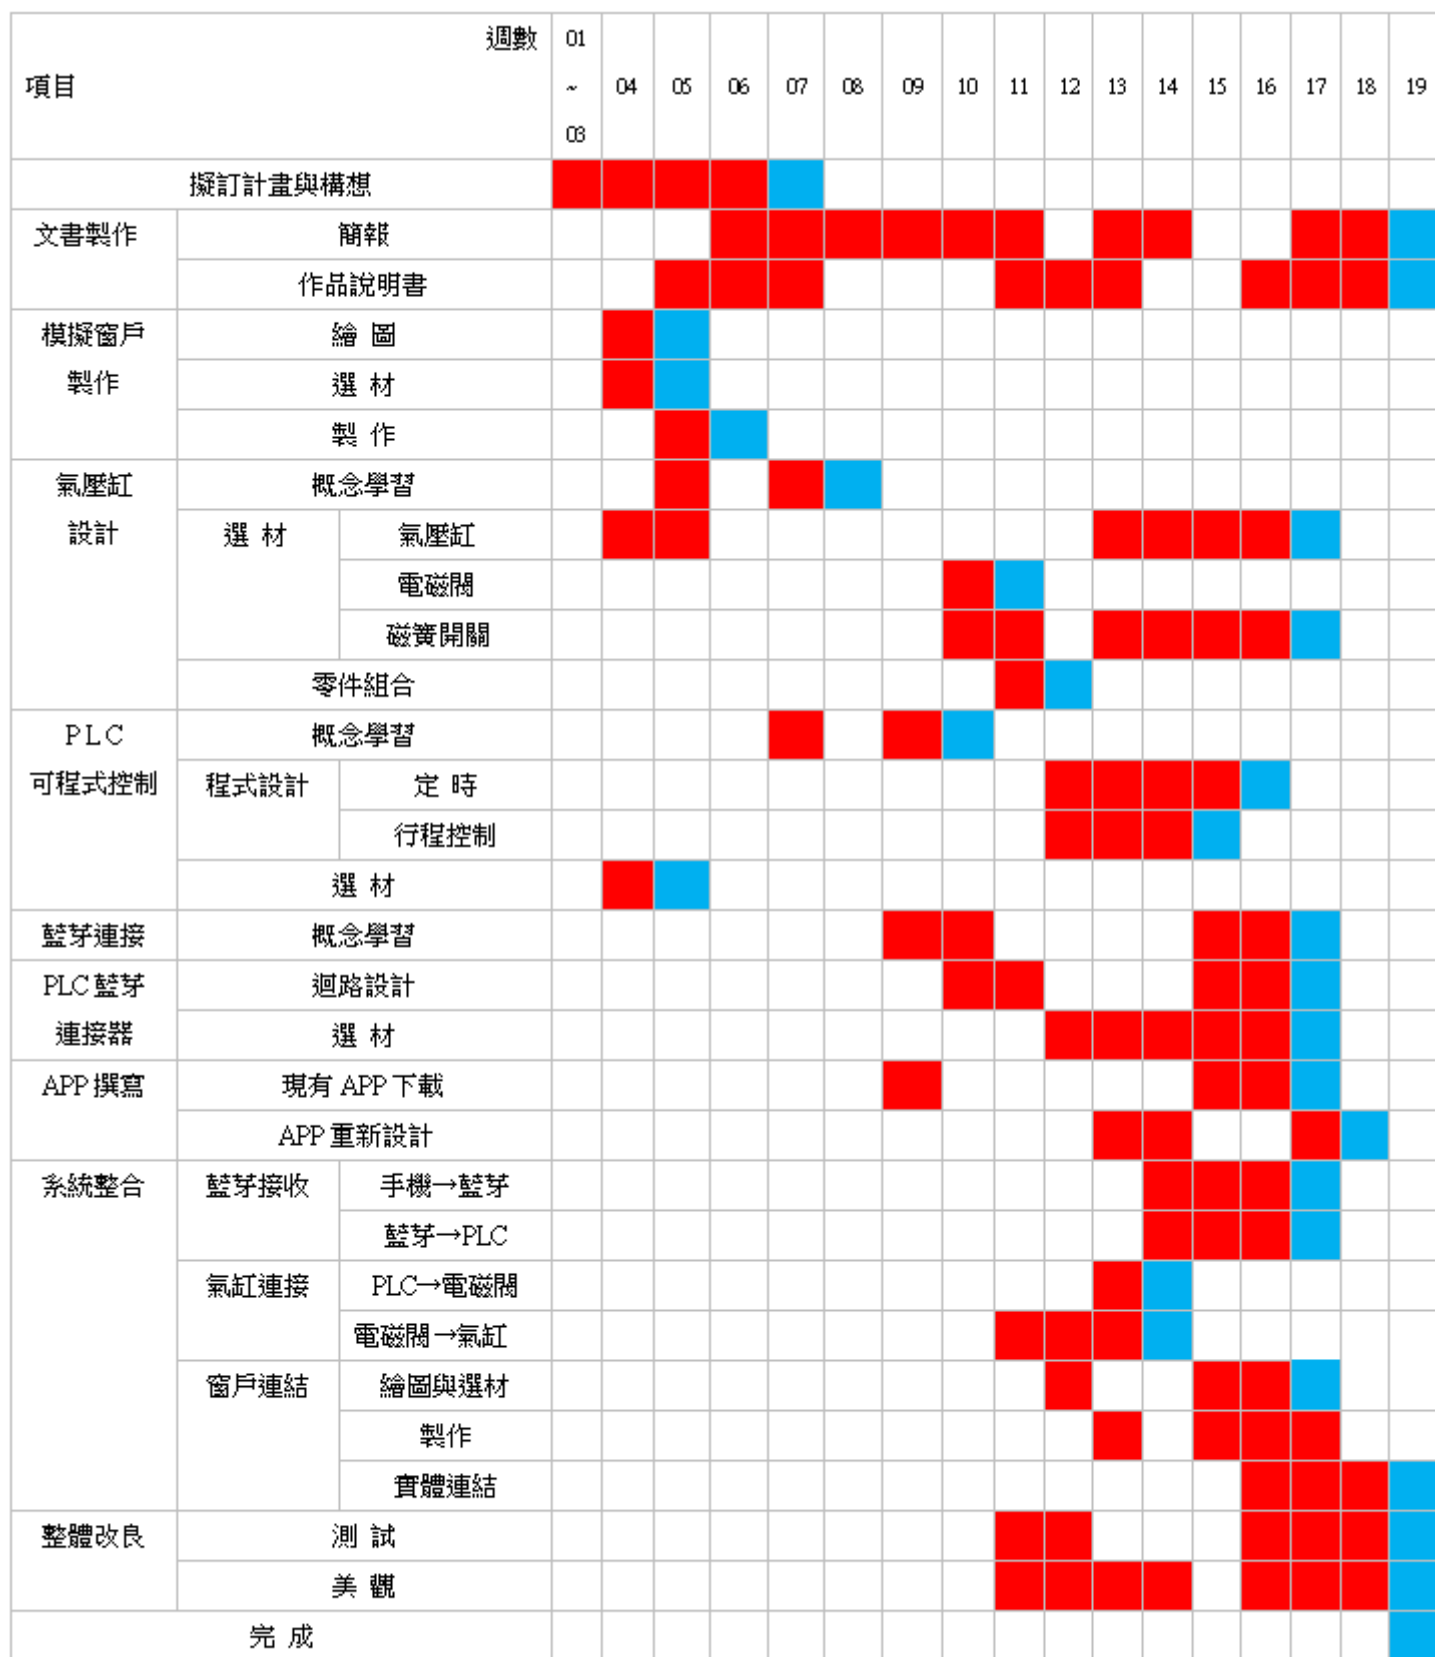 週數
項目
01
~
03
04 05 06 07 08 09 10 11 12 13 14 15 16 17 18 19
擬訂計畫與構想
文書製作 簡報
作品說明書
模擬窗戶 繪 圖
製作 選 材
製 作
氣壓缸 概念學習
設計 選 材 氣壓缸
電磁閥
磁簧開關
零件組合
PLC 概念學習
可程式控制 程式設計 定 時
行程控制
選 材
藍芽連接 概念學習
PLC 藍芽 迴路設計
連接器 選 材
APP 撰寫 現有 APP 下載
APP 重新設計
系統整合 藍芽接收 手機→藍芽
藍芽→PLC
氣缸連接 PLC→電磁閥
電磁閥→氣缸
窗戶連結 繪圖與選材
製作
實體連結
整體改良 測 試
美 觀
完 成